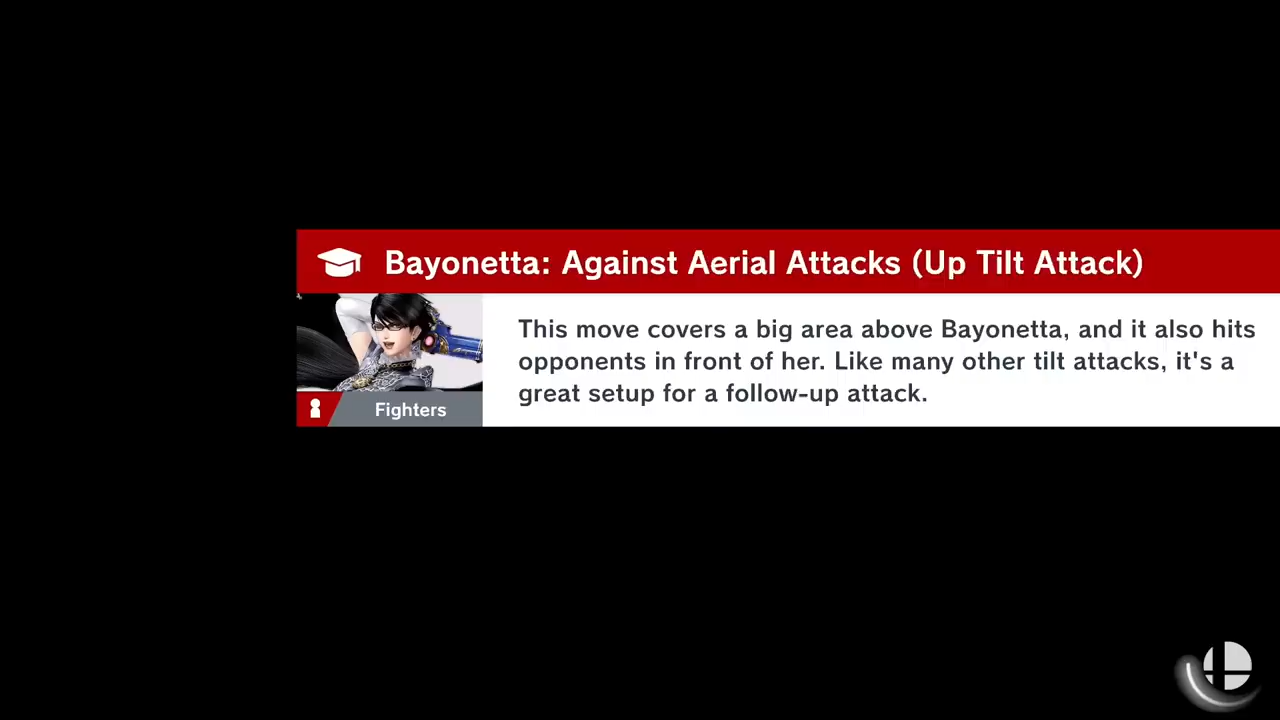 Bayonetta: Against Aerial Attacks (Up Tilt Attack)
This move covers a big area above Bayonetta, and it also hits
opponents in front of her. Like many other tilt attacks, it's a
great setup for a follow-up attack.
Fighters